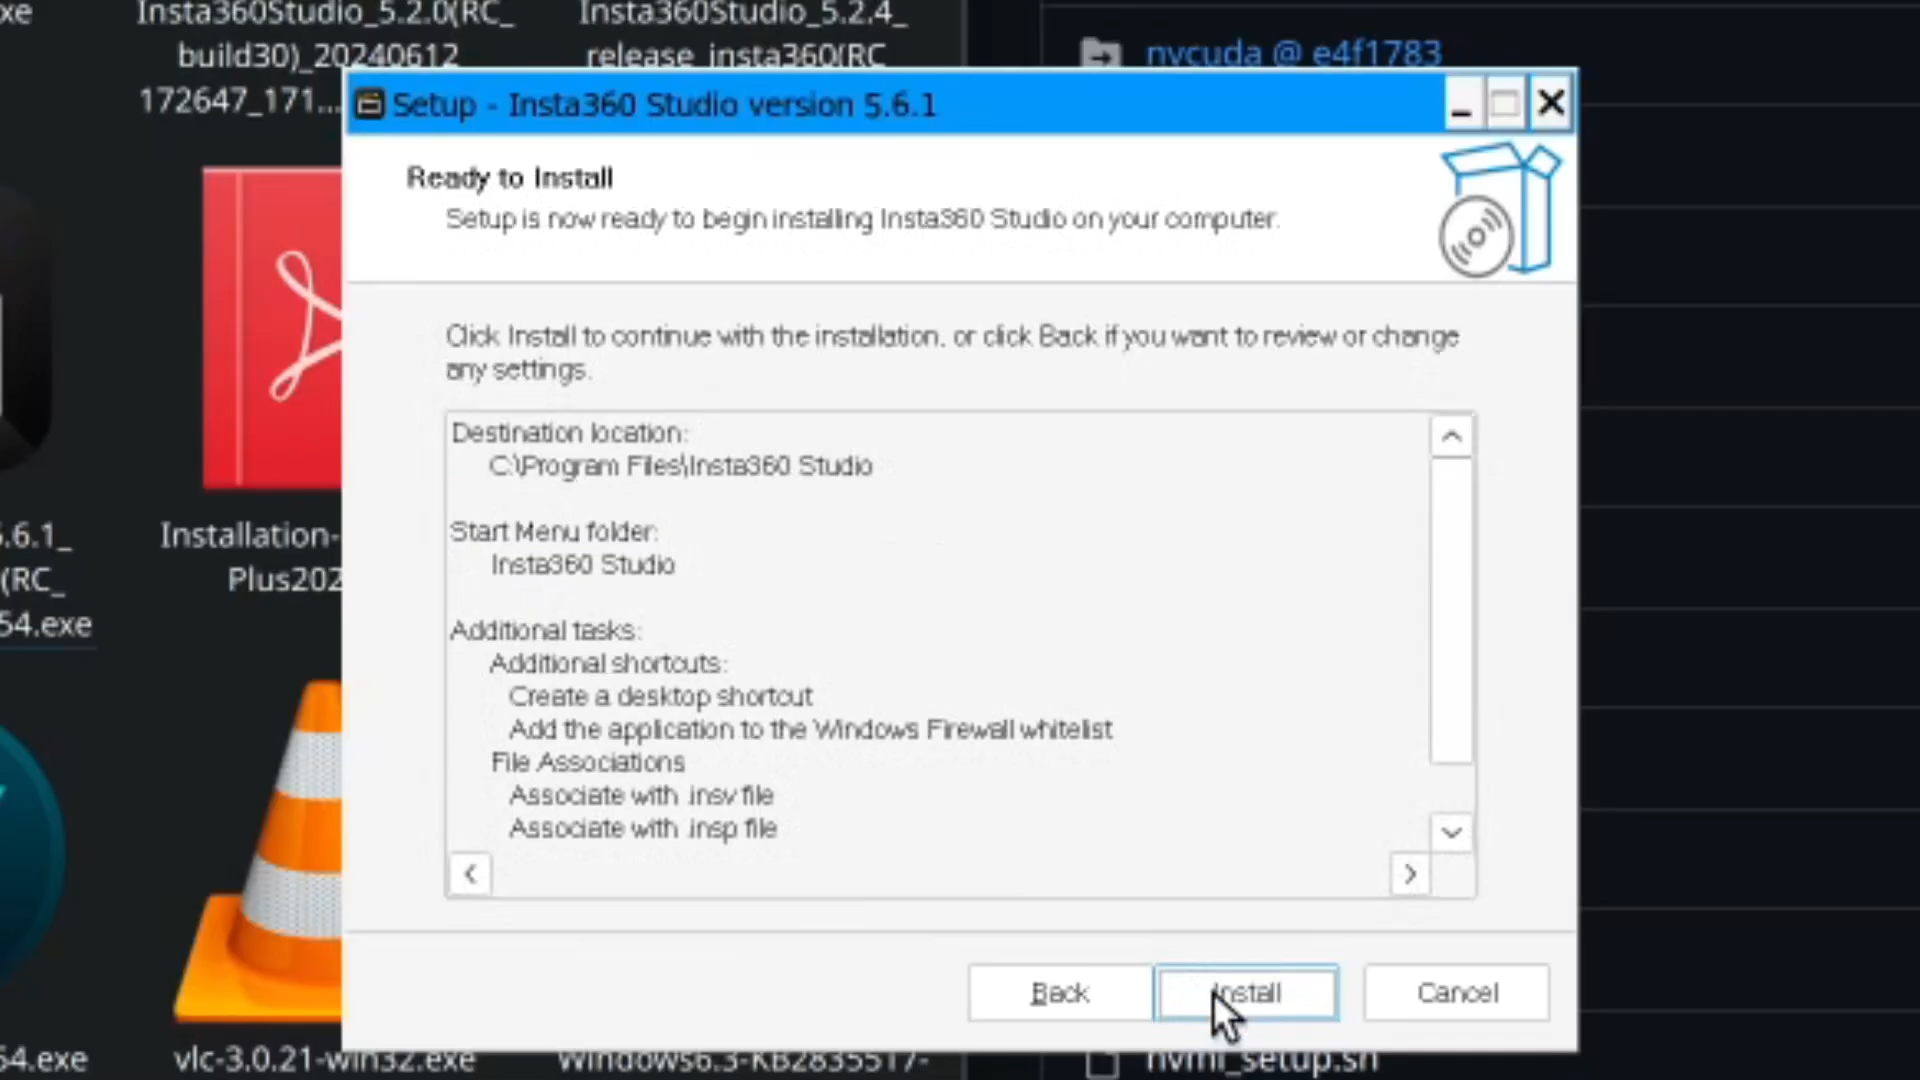 xe
Insta360Studio_5.2.0(RC_
build30)_20240612
172647_171...
Insta360Studio_5.2.4_
release_insta360(RC
nvcuda @ e4f1783
Setup - Insta360 Studio version 5.6.1
Ready to Install
Setup is now ready to begin installing Insta360 Studio on your computer.
Click Install to continue with the installation, or click Back if you want to review or change
any settings.
Destination location:
C:\Program Files\Insta360 Studio
Start Menu folder:
Insta360 Studio
Additional tasks:
Additional shortcuts:
Create a desktop shortcut
Add the application to the Windows Firewall whitelist
File Associations
Associate with .insv file
Associate with .insp file
Back
Install
Cancel
.6.1_
(RC_
54.exe
Installation-
Plus202
54.exe
vlc-3.0.21-win32.exe
Windows6.3-KB2835517-
nvml_setup.sh